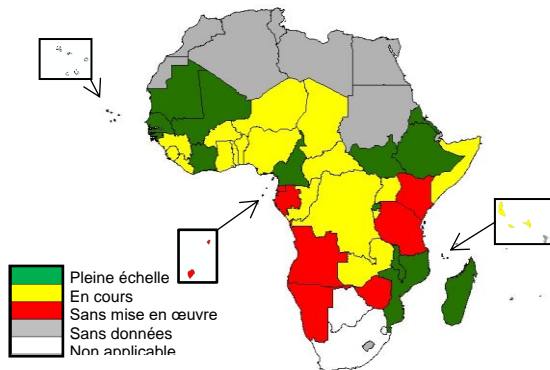 Pleine échelle
En cours
Sans mise en œuvre
Sans données
Non applicable